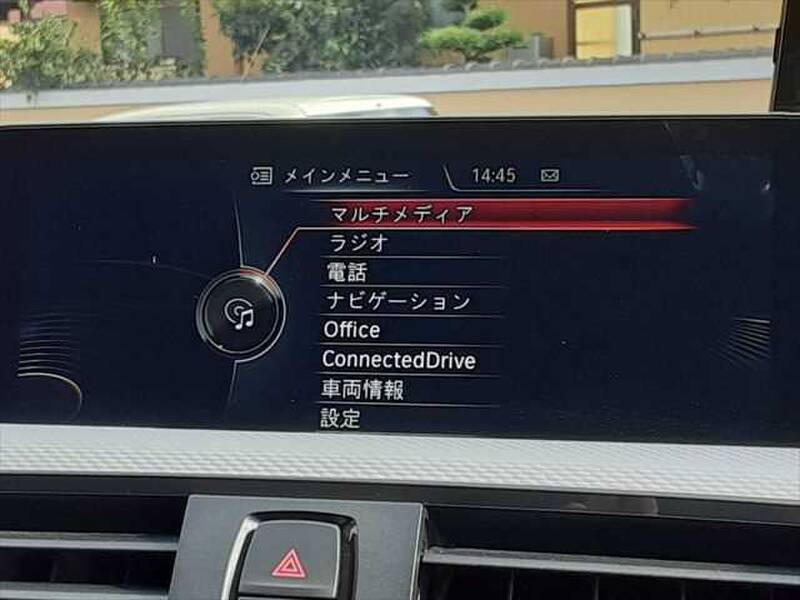 メインメニュー 14:45
マルチメディア
ラジオ
電話
ナビゲーション
Office
ConnectedDrive
車両情報
設定